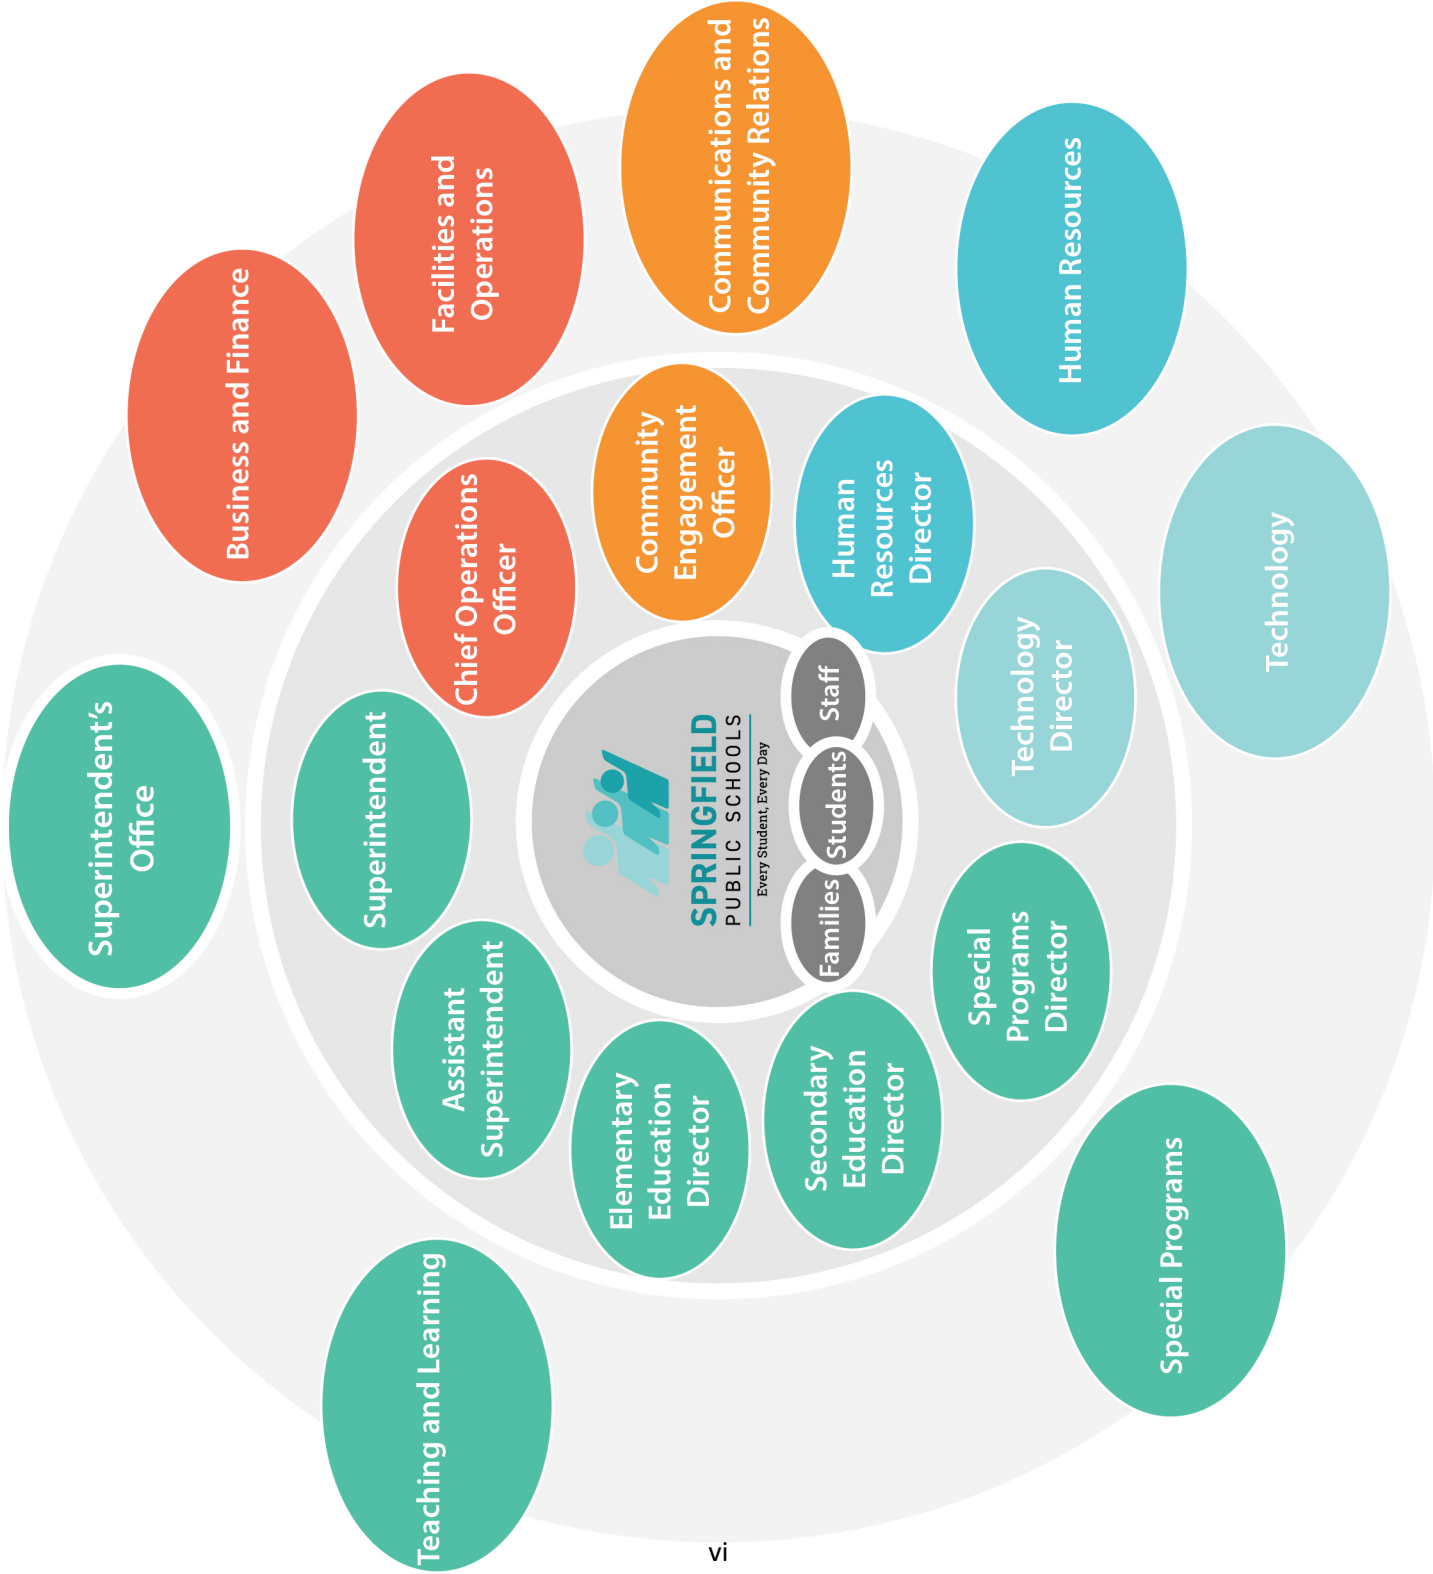 Superintendent's
Office
Business and Finance
Facilities and
Operations
Communications and
Community Relations
Human Resources
Technology
Special Programs
Teaching and Learning
Superintendent
Chief Operations
Officer
Community
Engagement
Officer
Human
Resources
Director
Technology
Director
Special
Programs
Director
Secondary
Education
Director
Elementary
Education
Director
Assistant
Superintendent
SPRINGFIELD
PUBLIC SCHOOLS
Every Student, Every Day
Families
Students
Staff
vi